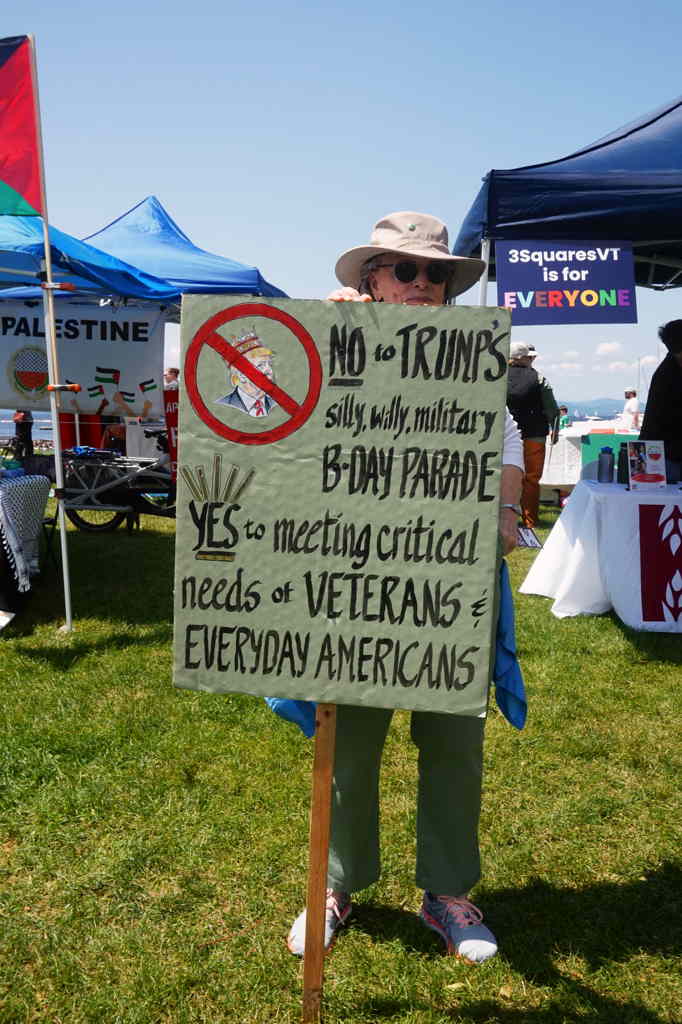 PALESTINE
3SquaresVT
is for
EVERYONE
NO to TRUMP'S
silly, willy, military
B-DAY PARADE
YES to meeting critical
needs of VETERANS &
EVERYDAY AMERICANS